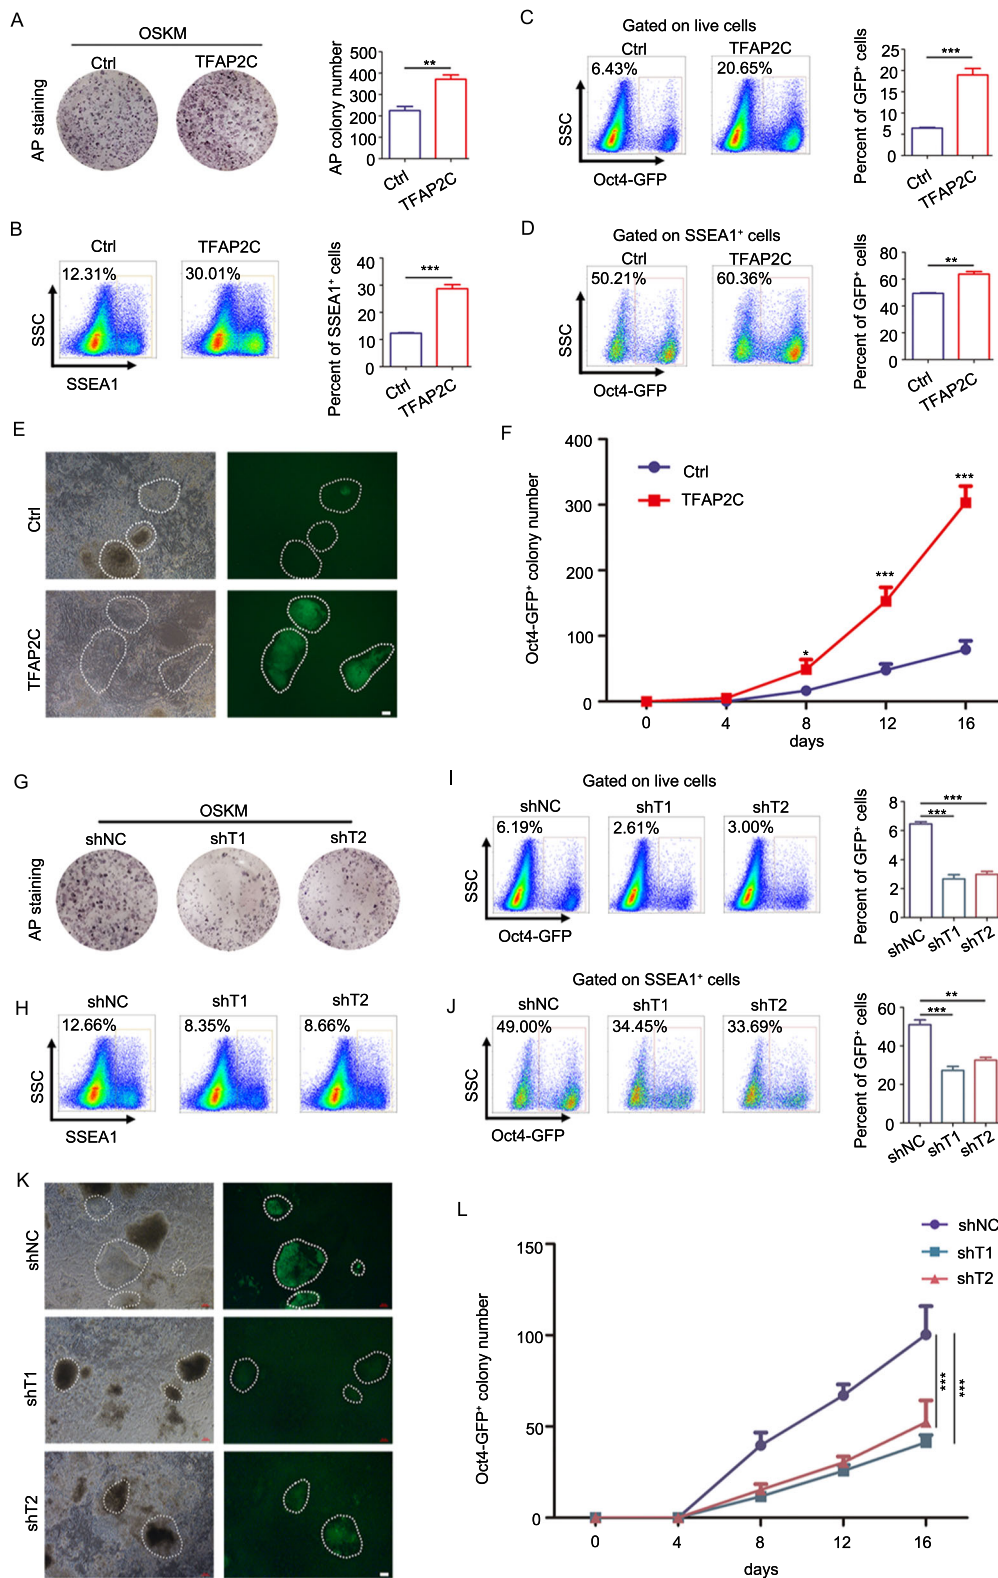 A
OSKM
Ctrl
TFAP2C
AP staining
AP colony number
500
400
300
200
100
0
**
Ctrl
TFAP2C
B
Ctrl
TFAP2C
12.31%
30.01%
SSC
SSEA1
Percent of SSEA1⁺ cells
40
30
20
10
0
***
Ctrl
TFAP2C
C
Gated on live cells
Ctrl
TFAP2C
6.43%
20.65%
SSC
Oct4-GFP
Percent of GFP⁺ cells
25
20
15
10
5
0
***
Ctrl
TFAP2C
D
Gated on SSEA1⁺ cells
Ctrl
TFAP2C
50.21%
60.36%
SSC
Oct4-GFP
Percent of GFP⁺ cells
80
60
40
20
0
**
Ctrl
TFAP2C
E
Ctrl
TFAP2C
F
Oct4-GFP⁺ colony number
400
300
200
100
0
Ctrl
TFAP2C
*
***
***
0
4
8
12
16
days
G
OSKM
shNC
shT1
shT2
AP staining
H
shNC
shT1
shT2
12.66%
8.35%
8.66%
SSC
SSEA1
I
Gated on live cells
shNC
shT1
shT2
6.19%
2.61%
3.00%
SSC
Oct4-GFP
Percent of GFP⁺ cells
8
6
4
2
0
***
***
shNC
shT1
shT2
J
Gated on SSEA1⁺ cells
shNC
shT1
shT2
49.00%
34.45%
33.69%
SSC
Oct4-GFP
Percent of GFP⁺ cells
60
40
20
0
**
***
shNC
shT1
shT2
K
shNC
shT1
shT2
L
Oct4-GFP⁺ colony number
150
100
50
0
shNC
shT1
shT2
***
***
0
4
8
12
16
days